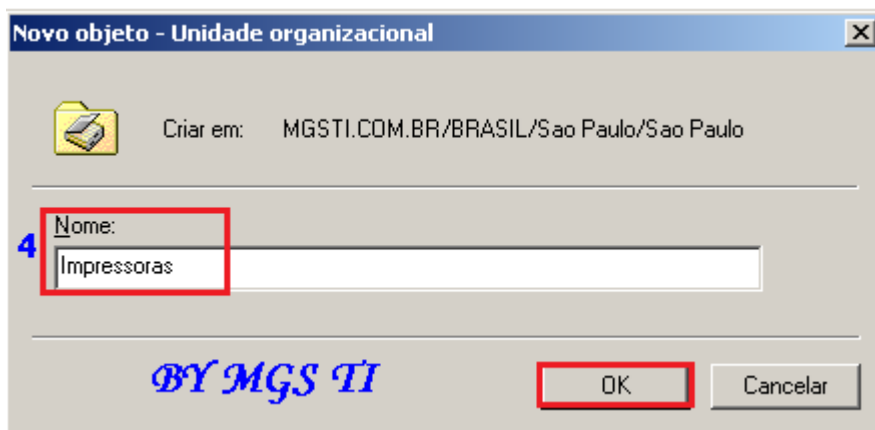 Novo objeto - Unidade organizacional
Criar em: MGSTI.COM.BR/BRASIL/Sao Paulo/Sao Paulo
Nome:
4
Impressoras
BY MGS TI
OK Cancelar